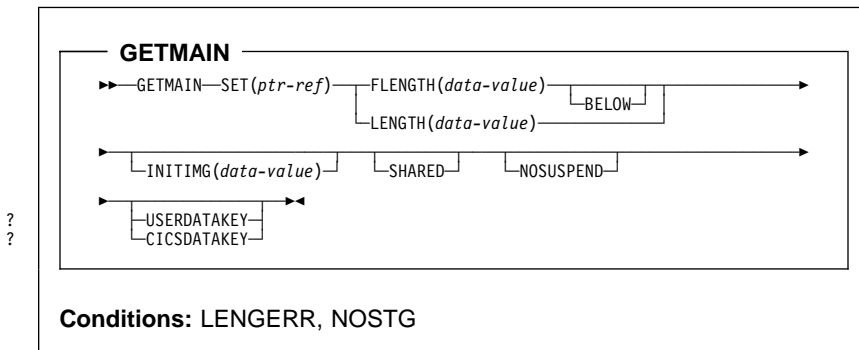 GETMAIN
GETMAIN SET(ptr-ref) FLENGTH(data-value)
BELOW
LENGTH(data-value)
INITIMG(data-value) SHARED NOSUSPEND
? USERDATAKEY
? CICSDATAKEY
Conditions: LENGERR, NOSTG